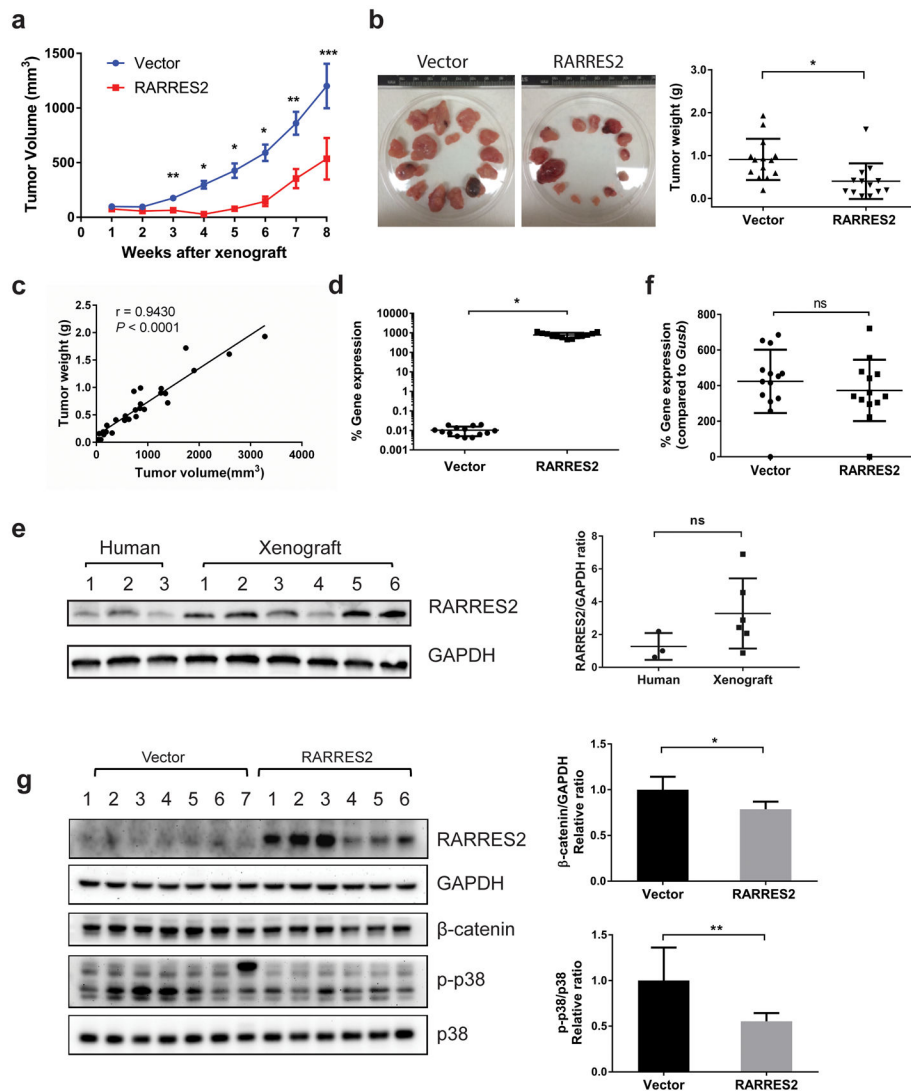 a
Tumor Volume (mm³)
1500
1000
500
0
Vector
RARRES2
** * * * ** ***
1 2 3 4 5 6 7 8
Weeks after xenograft
b
Vector RARRES2
Tumor weight (g)
3.0
2.0
1.0
0.0
*
Vector RARRES2
c
r = 0.9430
P < 0.0001
Tumor weight (g)
2.5
2.0
1.5
1.0
0.5
0.0
0 1000 2000 3000 4000
Tumor volume(mm³)
d
% Gene expression
10000
1000
100
10
1
0.1
0.01
0.001
*
Vector RARRES2
f
% Gene expression
(compared to Gusb)
800
600
400
200
0
ns
Vector RARRES2
e
Human Xenograft
1 2 3 1 2 3 4 5 6
RARRES2
GAPDH
RARRES2/GAPDH ratio
8
6
4
2
0
ns
Human Xenograft
g
Vector RARRES2
1 2 3 4 5 6 7 1 2 3 4 5 6
RARRES2
GAPDH
β-catenin
p-p38
p38
β-catenin/GAPDH
Relative ratio
1.5
1.0
0.5
0.0
*
Vector RARRES2
p-p38/p38
Relative ratio
1.5
1.0
0.5
0.0
**
Vector RARRES2